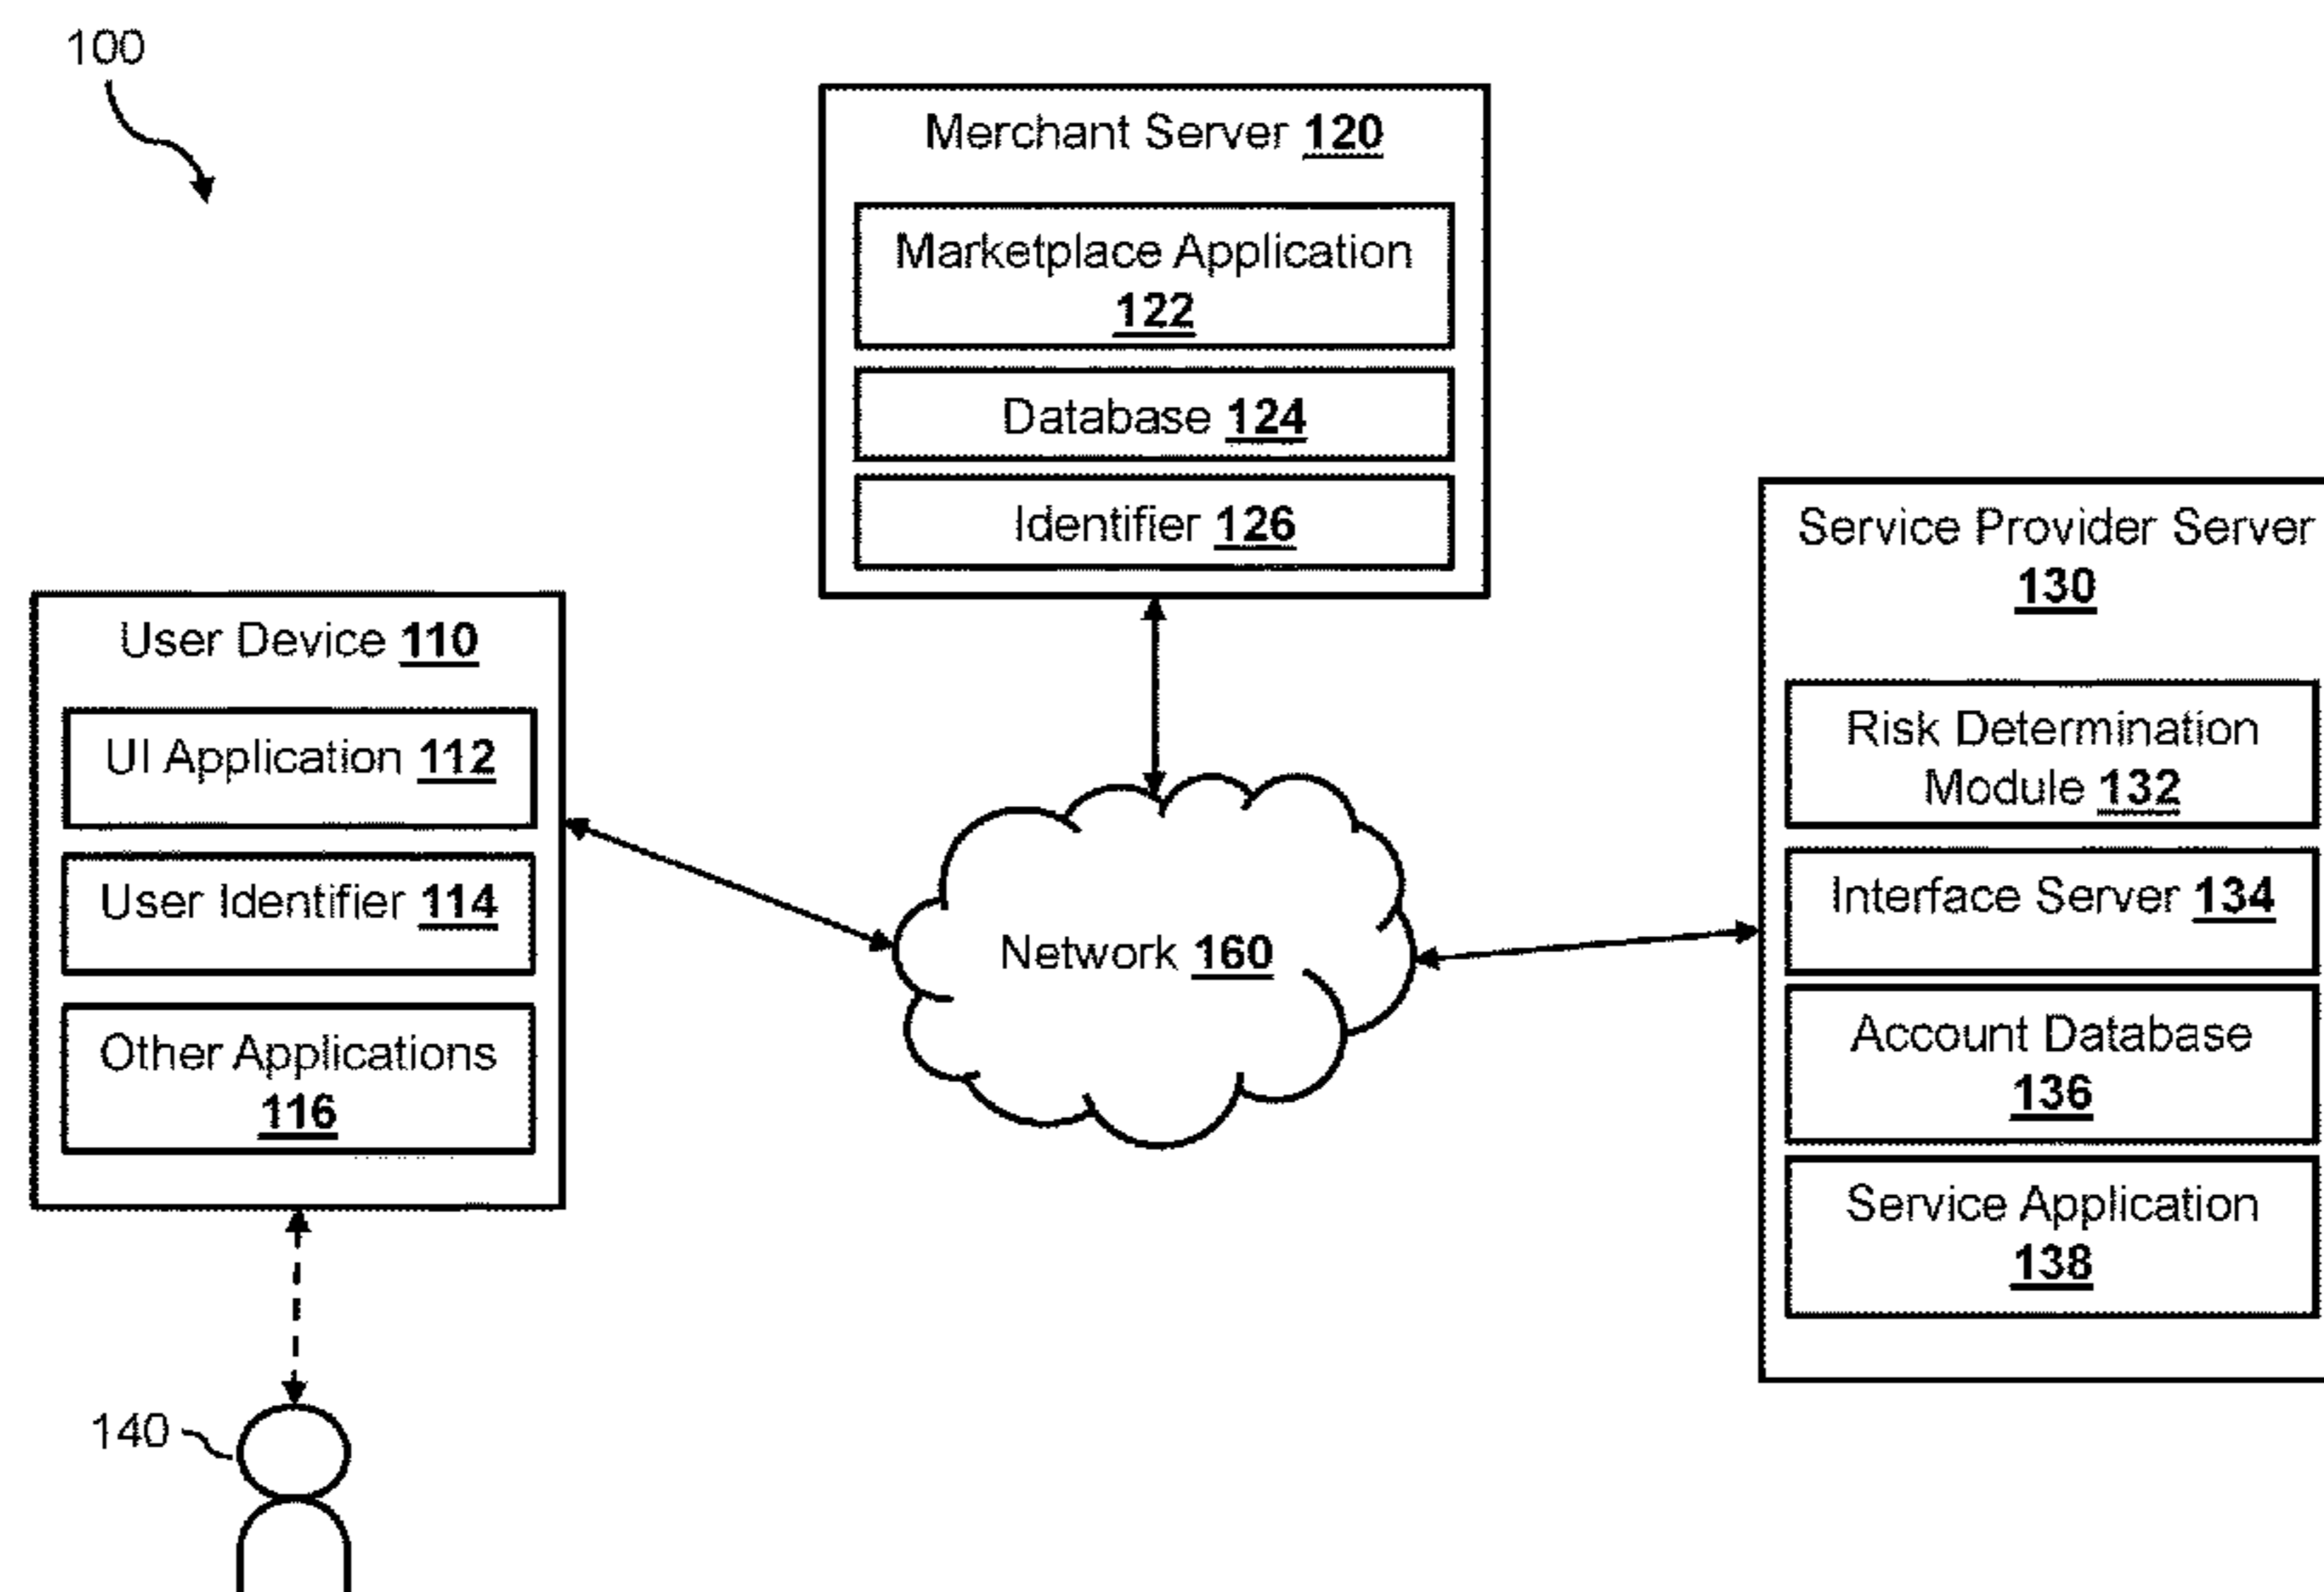 100
Merchant Server 120
Marketplace Application
122
Database 124
Identifier 126
Service Provider Server
130
Risk Determination
Module 132
Interface Server 134
Account Database
136
Service Application
138
User Device 110
UI Application 112
User Identifier 114
Other Applications
116
Network 160
140